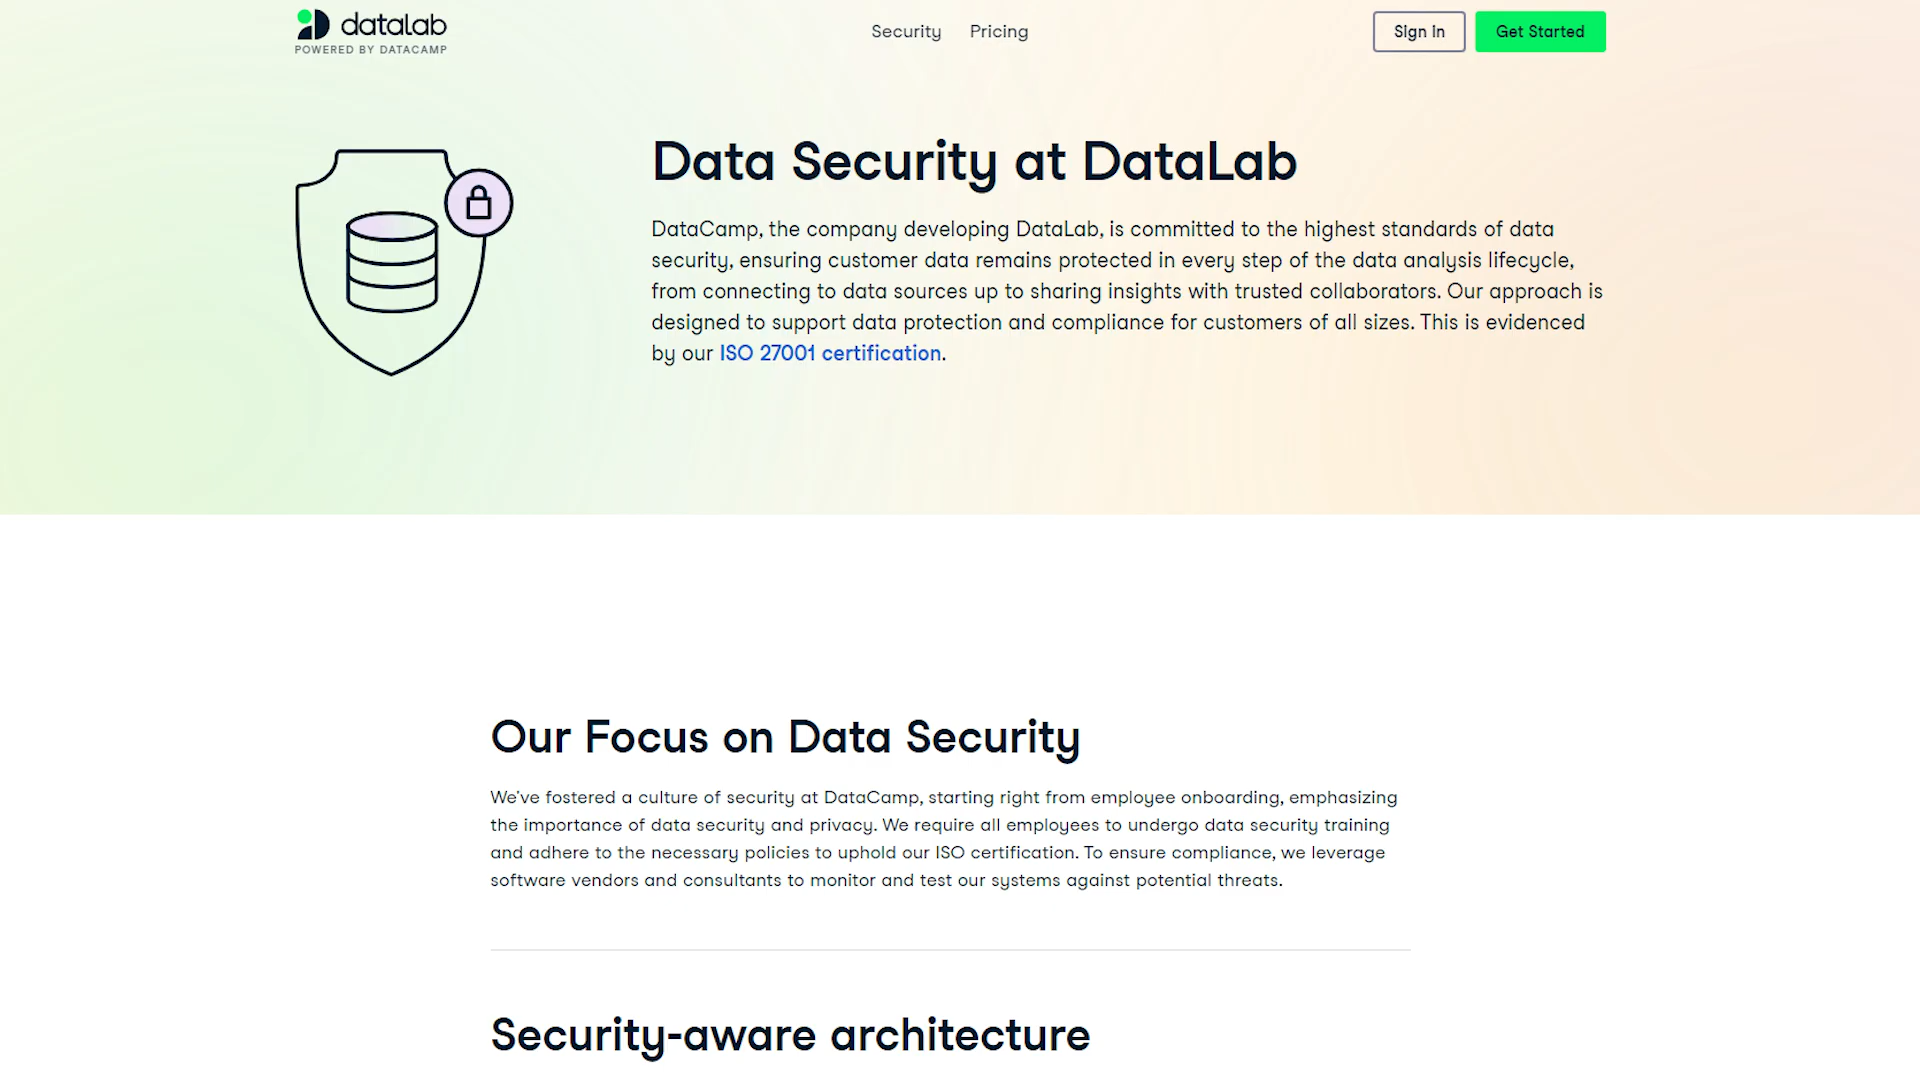 datalab
POWERED BY DATACAMP
Security
Pricing
Sign In
Get Started
Data Security at DataLab
DataCamp, the company developing DataLab, is committed to the highest standards of data
security, ensuring customer data remains protected in every step of the data analysis lifecycle,
from connecting to data sources up to sharing insights with trusted collaborators. Our approach is
designed to support data protection and compliance for customers of all sizes. This is evidenced
by our ISO 27001 certification.
Our Focus on Data Security
We've fostered a culture of security at DataCamp, starting right from employee onboarding, emphasizing
the importance of data security and privacy. We require all employees to undergo data security training
and adhere to the necessary policies to uphold our ISO certification. To ensure compliance, we leverage
software vendors and consultants to monitor and test our systems against potential threats.
Security-aware architecture